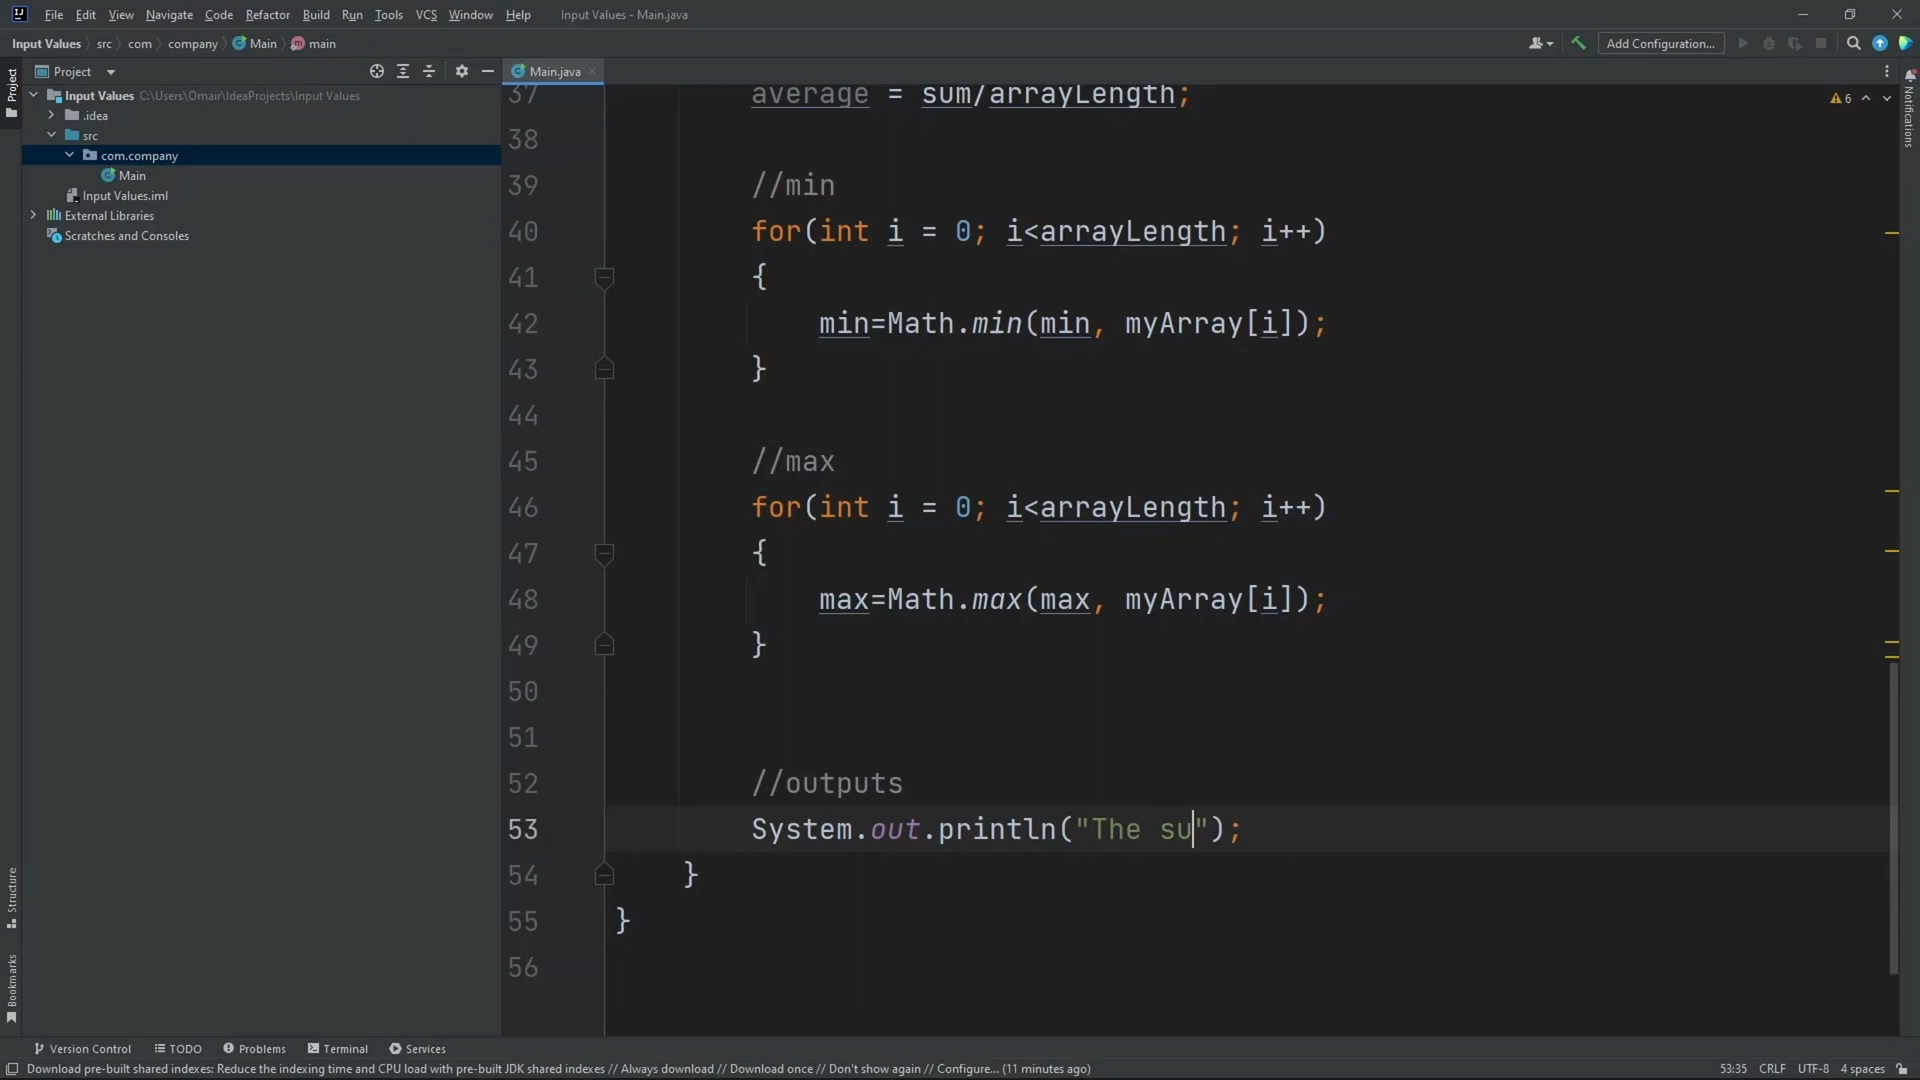 File Edit View Navigate Code Refactor Build Run Tools VCS Window Help Input Values - Main.java
Input Values src com company Main main Add Configuration...
Project Main.java
Project
Input Values C:\Users\Omair\IdeaProjects\Input Values
.idea
src
com.company
Main
Input Values.iml
External Libraries
Scratches and Consoles
Structure
Bookmarks
Notifications
6
37 average = sum/arrayLength;
38
39 //min
40 for(int i = 0; i<arrayLength; i++)
41 {
42 min=Math.min(min, myArray[i]);
43 }
44
45 //max
46 for(int i = 0; i<arrayLength; i++)
47 {
48 max=Math.max(max, myArray[i]);
49 }
50
51
52 //outputs
53 System.out.println("The su");
54 }
55 }
56
Version Control TODO Problems Terminal Services
Download pre-built shared indexes: Reduce the indexing time and CPU load with pre-built JDK shared indexes // Always download // Download once // Don't show again // Configure... (11 minutes ago) 53:35 CRLF UTF-8 4 spaces